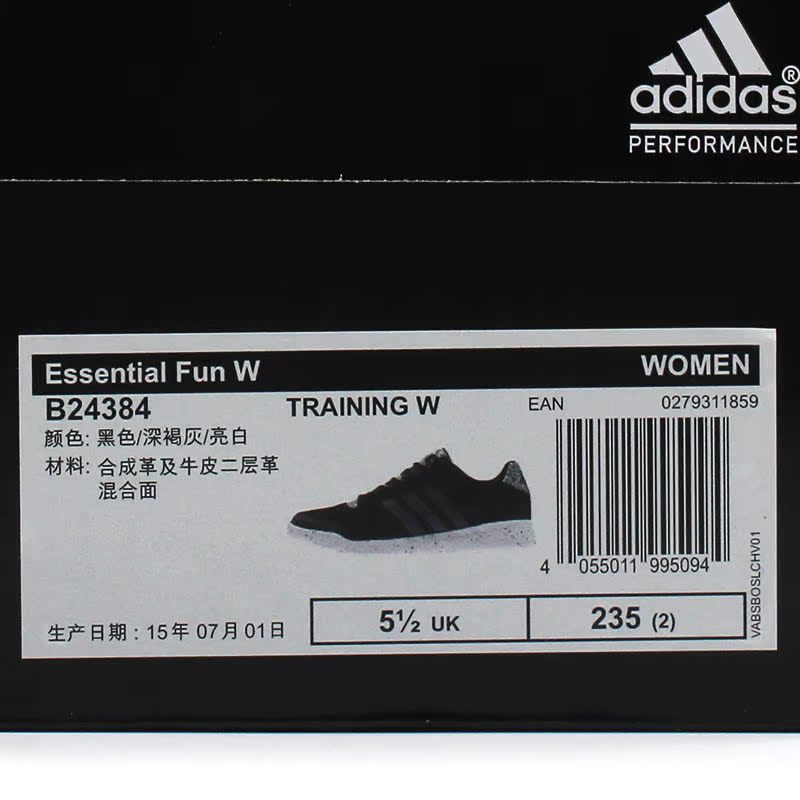 adidas®
PERFORMANCE
Essential Fun W
WOMEN
B24384
TRAINING W
EAN
0279311859
颜色: 黑色/深褐灰/亮白
材料: 合成革及牛皮二层革
混合面
4 055011 995094
生产日期: 15年 07月 01日
5½ UK
235 (2)
VABSBOSLCHV01